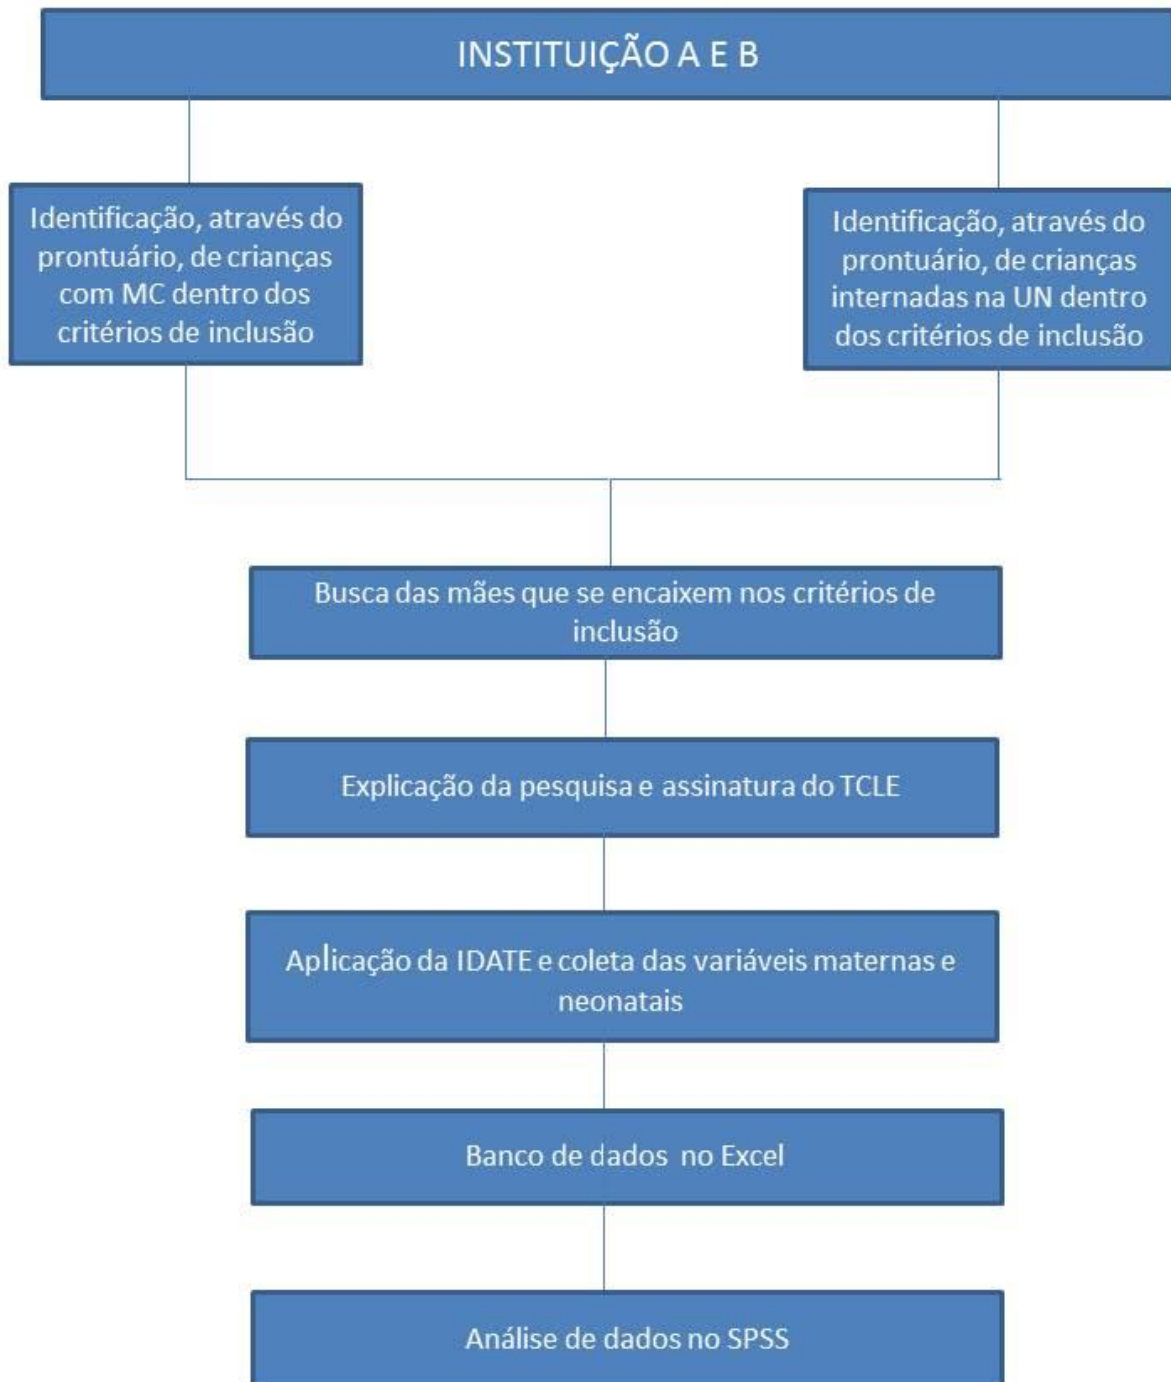 INSTITUIÇÃO A E B
Identificação, através do
prontuário, de crianças
com MC dentro dos
critérios de inclusão
Identificação, através do
prontuário, de crianças
internadas na UN dentro
dos critérios de inclusão
Busca das mães que se encaixem nos critérios de
inclusão
Explicação da pesquisa e assinatura do TCLE
Aplicação da IDATE e coleta das variáveis maternas e
neonatais
Banco de dados no Excel
Análise de dados no SPSS